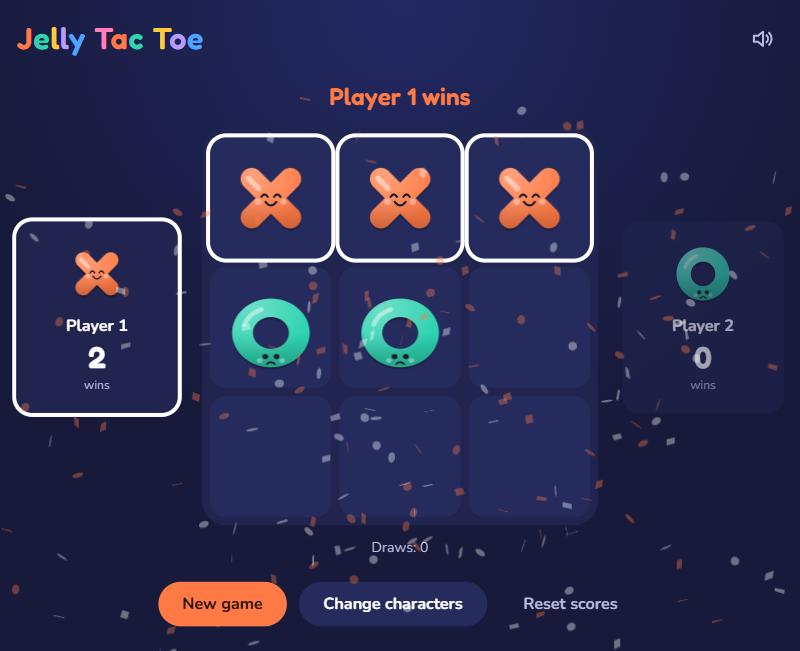 Jelly Tac Toe
Player 1 wins
Player 1
2
wins
Player 2
0
wins
Draws: 0
New game
Change characters
Reset scores